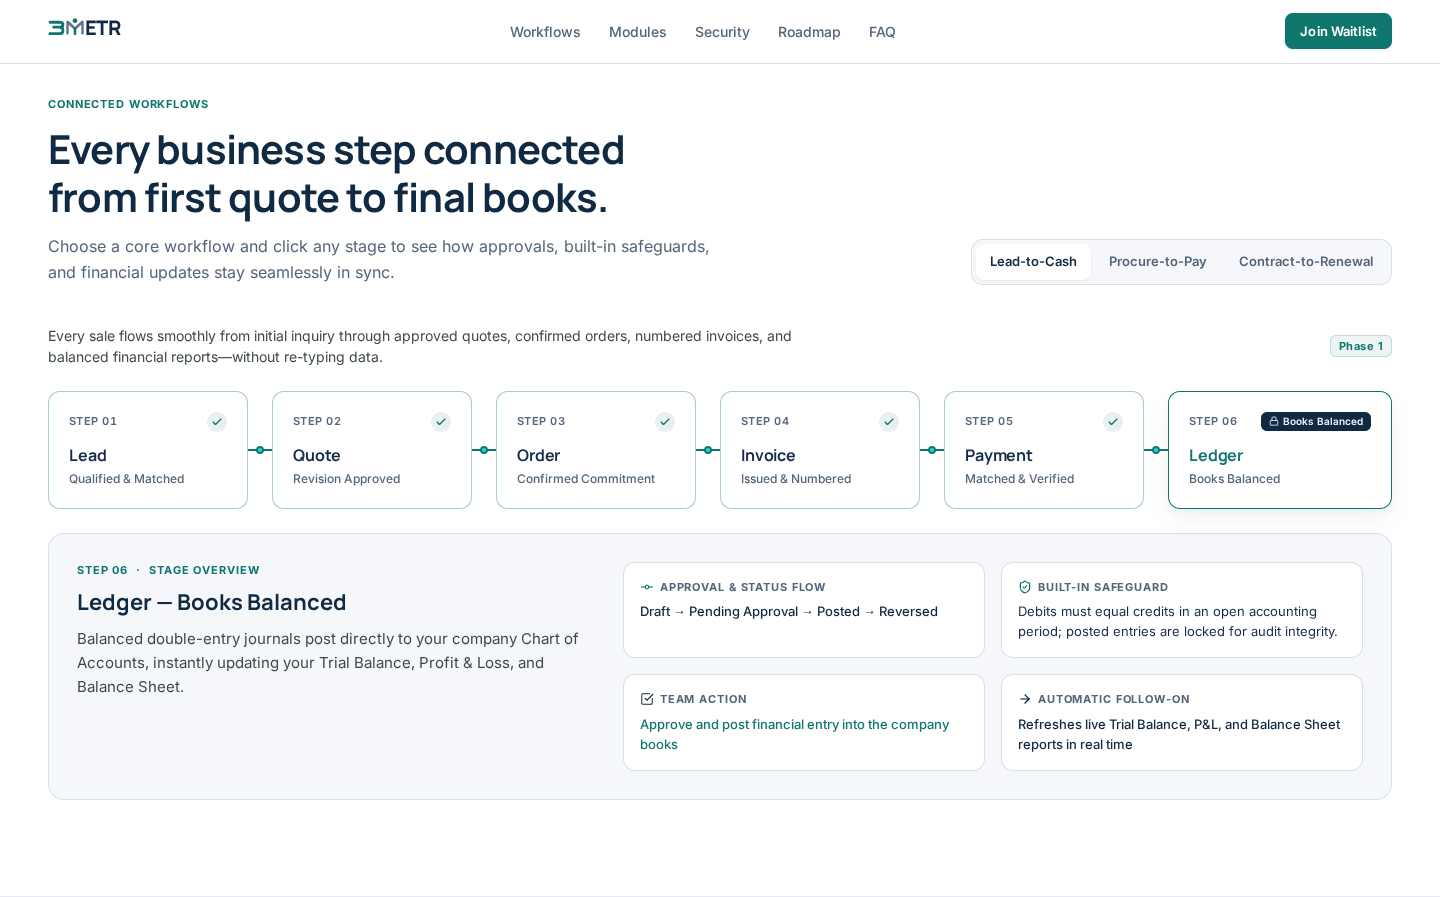 3METR
Workflows
Modules
Security
Roadmap
FAQ
Join Waitlist
CONNECTED WORKFLOWS
Every business step connected
from first quote to final books.
Choose a core workflow and click any stage to see how approvals, built-in safeguards,
and financial updates stay seamlessly in sync.
Lead-to-Cash
Procure-to-Pay
Contract-to-Renewal
Every sale flows smoothly from initial inquiry through approved quotes, confirmed orders, numbered invoices, and
balanced financial reports—without re-typing data.
Phase 1
STEP 01
Lead
Qualified & Matched
STEP 02
Quote
Revision Approved
STEP 03
Order
Confirmed Commitment
STEP 04
Invoice
Issued & Numbered
STEP 05
Payment
Matched & Verified
STEP 06
Books Balanced
Ledger
Books Balanced
STEP 06 · STAGE OVERVIEW
Ledger — Books Balanced
Balanced double-entry journals post directly to your company Chart of
Accounts, instantly updating your Trial Balance, Profit & Loss, and
Balance Sheet.
APPROVAL & STATUS FLOW
Draft → Pending Approval → Posted → Reversed
BUILT-IN SAFEGUARD
Debits must equal credits in an open accounting
period; posted entries are locked for audit integrity.
TEAM ACTION
Approve and post financial entry into the company
books
AUTOMATIC FOLLOW-ON
Refreshes live Trial Balance, P&L, and Balance Sheet
reports in real time